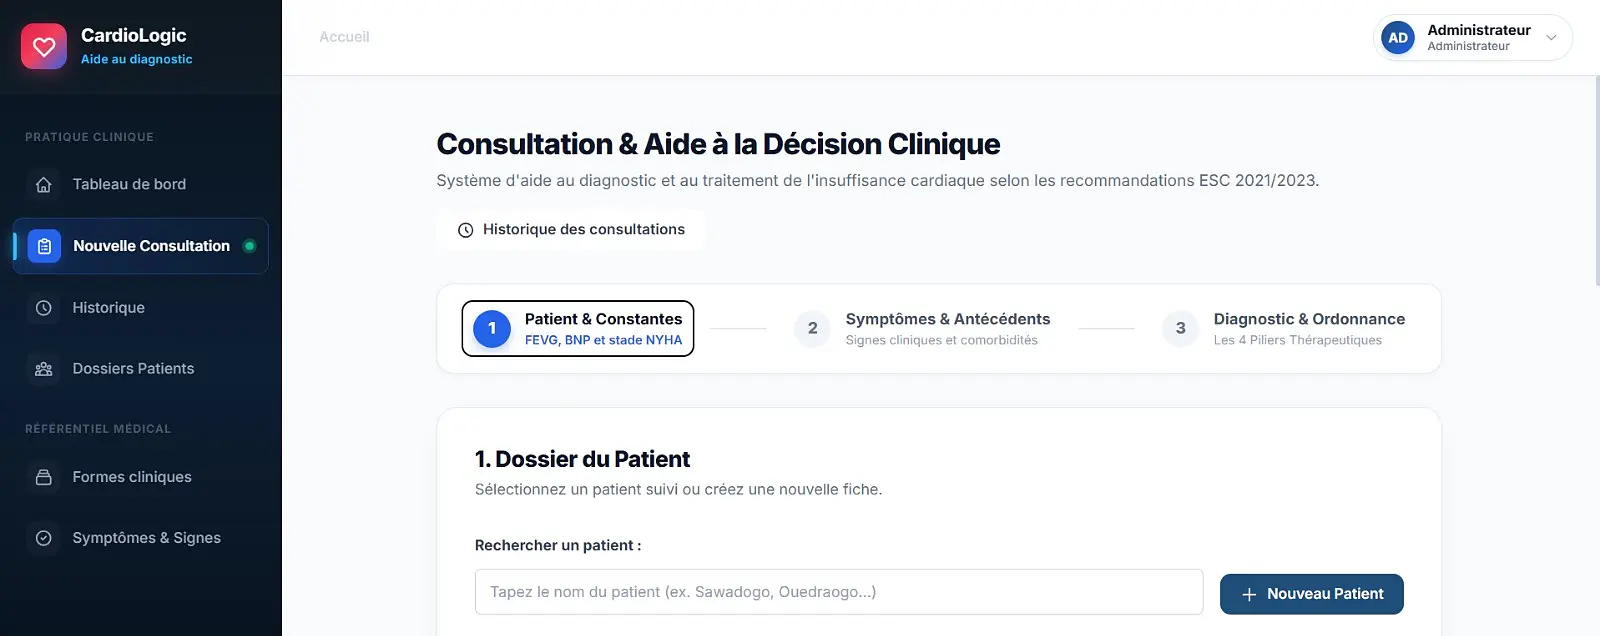 CardioLogic
Aide au diagnostic
PRATIQUE CLINIQUE
Tableau de bord
Nouvelle Consultation
Historique
Dossiers Patients
RÉFÉRENTIEL MÉDICAL
Formes cliniques
Symptômes & Signes
Accueil
AD
Administrateur
Administrateur
Consultation & Aide à la Décision Clinique
Système d'aide au diagnostic et au traitement de l'insuffisance cardiaque selon les recommandations ESC 2021/2023.
Historique des consultations
1
Patient & Constantes
FEVG, BNP et stade NYHA
2
Symptômes & Antécédents
Signes cliniques et comorbidités
3
Diagnostic & Ordonnance
Les 4 Piliers Thérapeutiques
1. Dossier du Patient
Sélectionnez un patient suivi ou créez une nouvelle fiche.
Rechercher un patient :
Tapez le nom du patient (ex. Sawadogo, Ouedraogo...)
+ Nouveau Patient